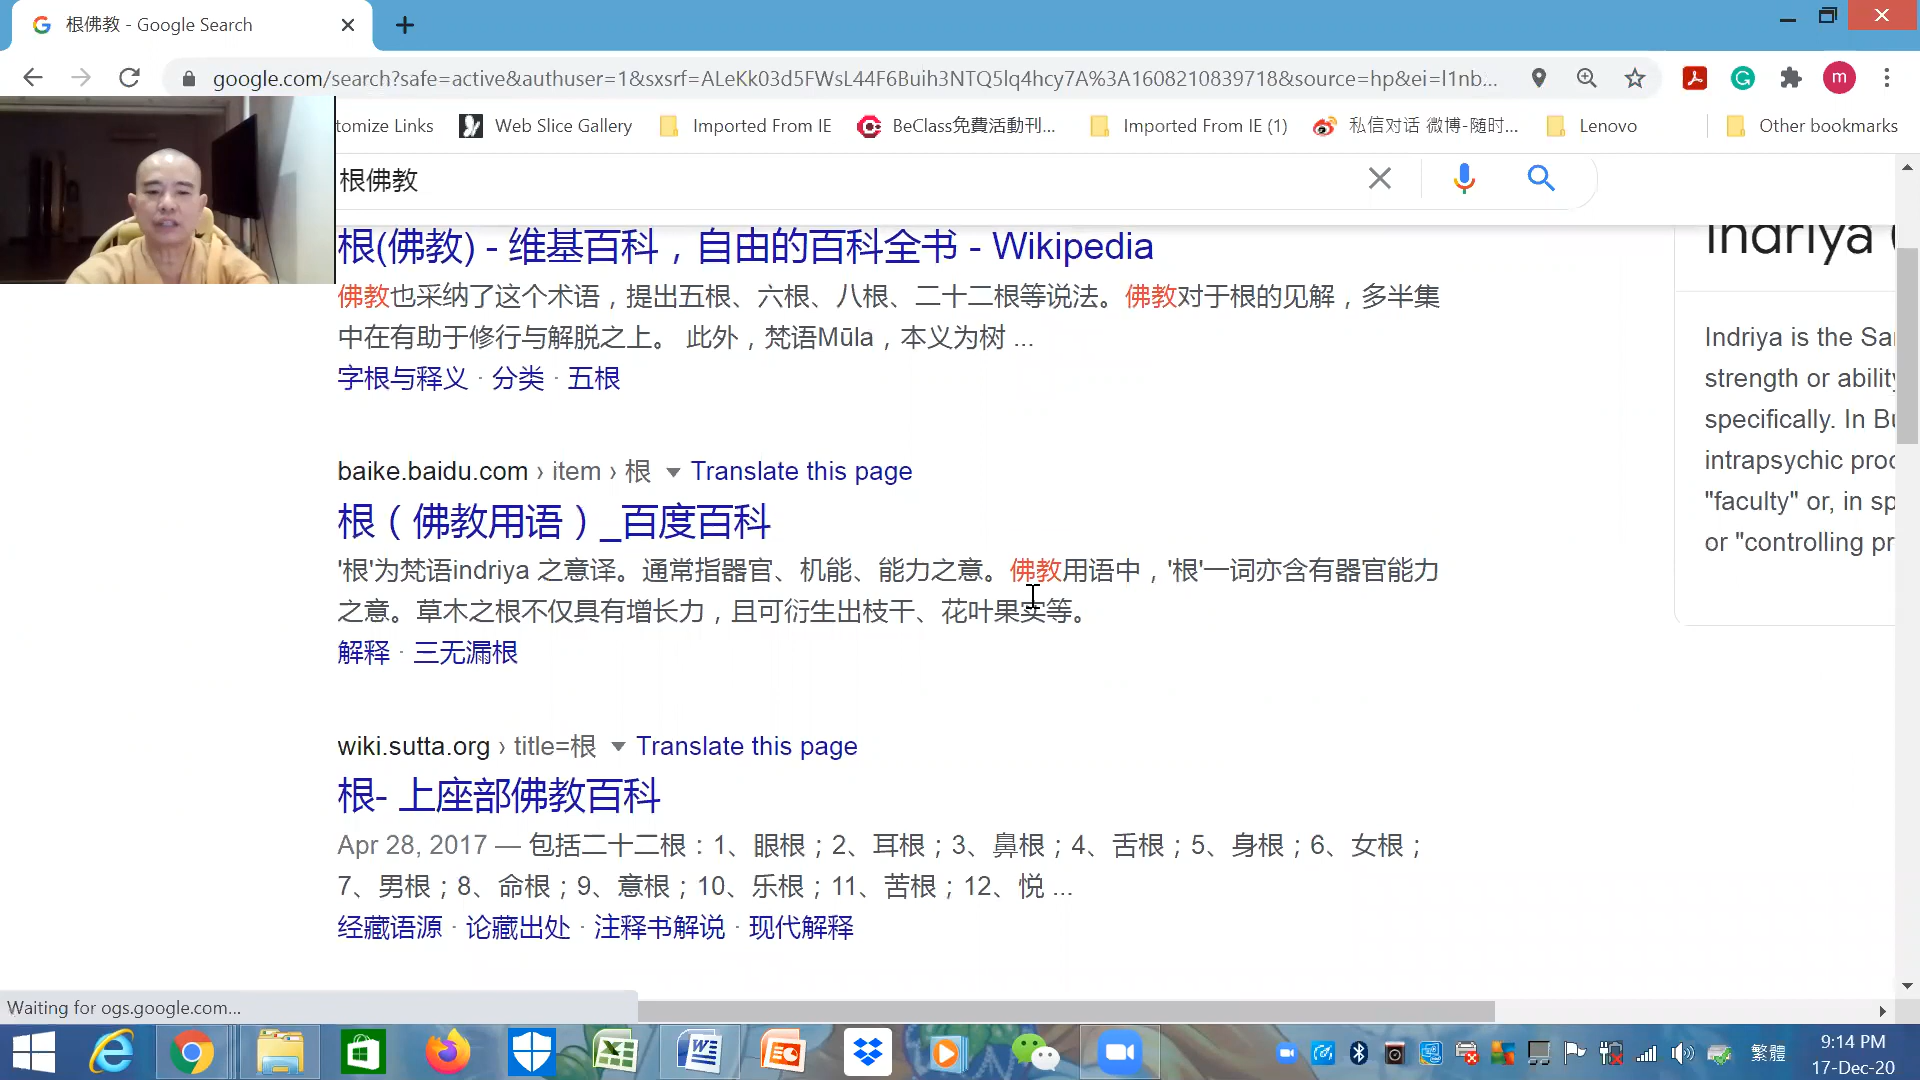 根佛教 - Google Search
google.com/search?safe=active&authuser=1&sxsrf=ALeKk03d5FWsL44F6Buih3NTQ5lq4hcy7A%3A1608210839718&source=hp&ei=l1nb...
m
tomize Links
Web Slice Gallery
Imported From IE
BeClass免費活動刊...
Imported From IE (1)
私信对话 微博-随时...
Lenovo
Other bookmarks
根佛教
根(佛教) - 维基百科，自由的百科全书 - Wikipedia
佛教也采纳了这个术语，提出五根、六根、八根、二十二根等说法。佛教对于根的见解，多半集
中在有助于修行与解脱之上。 此外，梵语Mūla，本义为树 ...
字根与释义 · 分类 · 五根
baike.baidu.com › item › 根 Translate this page
根（佛教用语）_百度百科
'根'为梵语indriya 之意译。通常指器官、机能、能力之意。佛教用语中，'根'一词亦含有器官能力
之意。草木之根不仅具有增长力，且可衍生出枝干、花叶果实等。
解释 · 三无漏根
wiki.sutta.org › title=根 Translate this page
根- 上座部佛教百科
Apr 28, 2017 — 包括二十二根：1、眼根；2、耳根；3、鼻根；4、舌根；5、身根；6、女根；
7、男根；8、命根；9、意根；10、乐根；11、苦根；12、悦 ...
经藏语源 · 论藏出处 · 注释书解说 · 现代解释
Indriya (
Indriya is the Sa
strength or ability
specifically. In Bu
intrapsychic proc
"faculty" or, in sp
or "controlling pr
Waiting for ogs.google.com...
繁體
9:14 PM
17-Dec-20